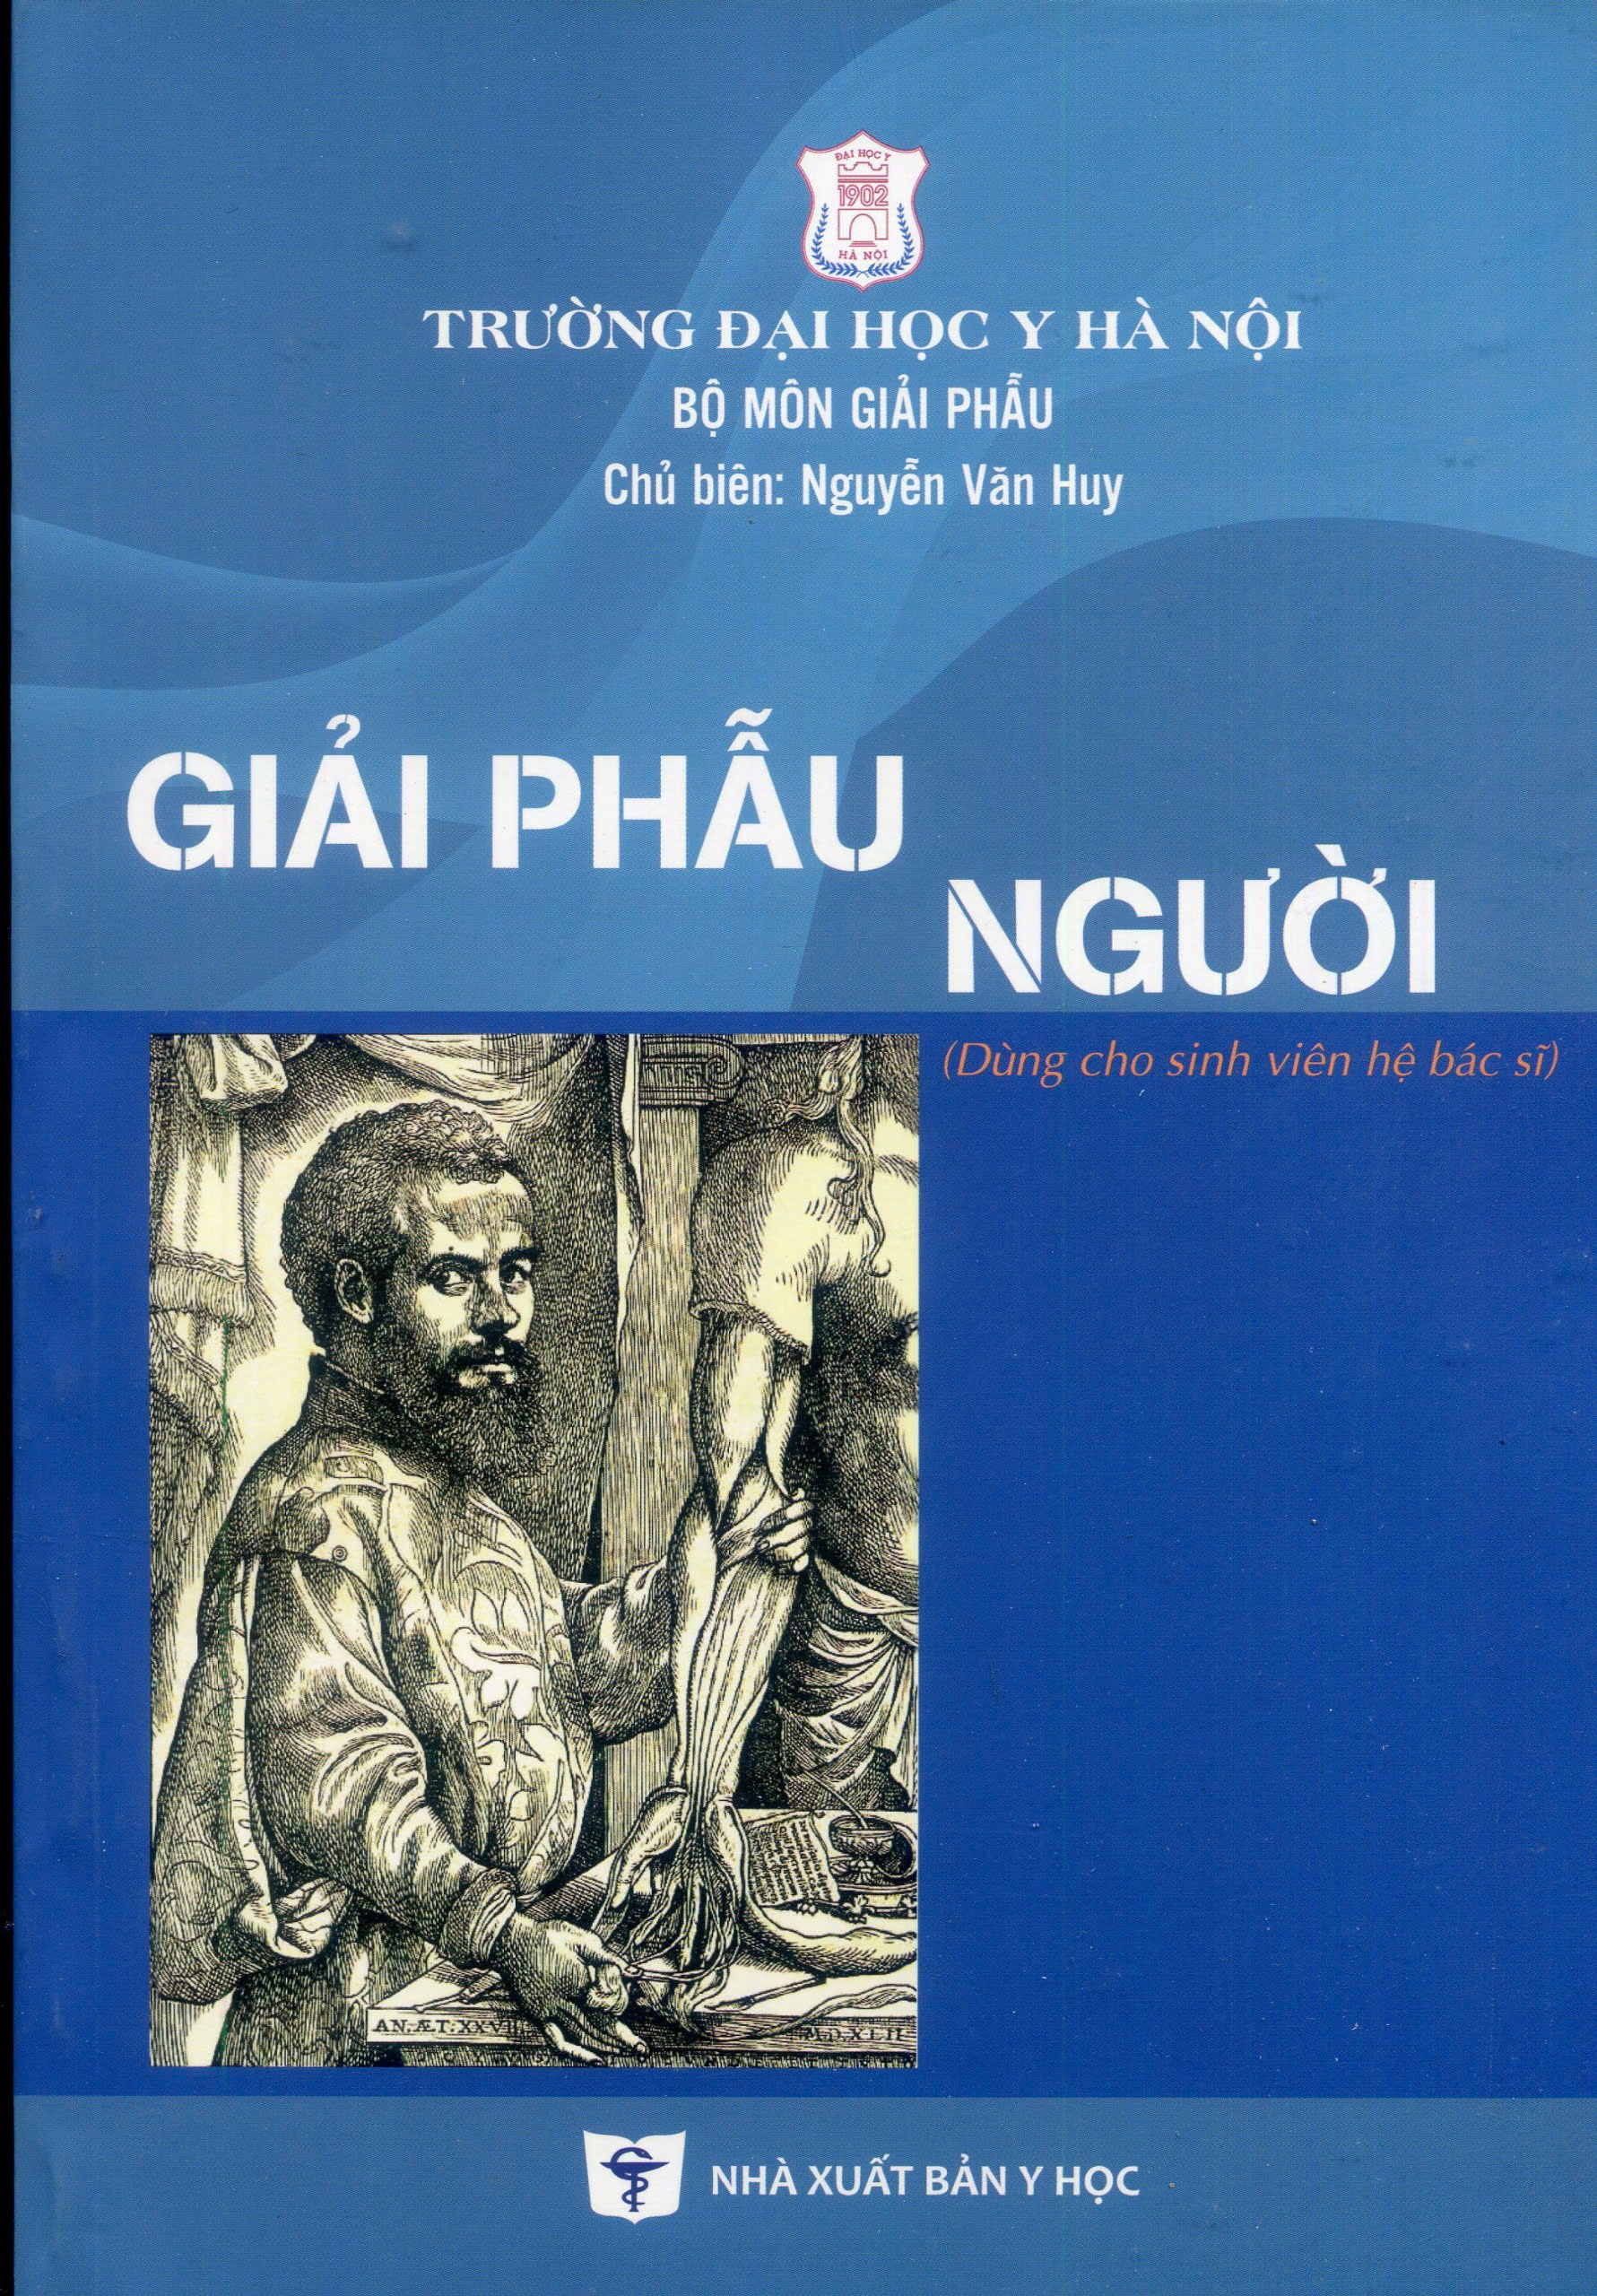 ĐẠI HỌC Y
1902
HÀ NỘI
TRƯỜNG ĐẠI HỌC Y HÀ NỘI
BỘ MÔN GIẢI PHẪU
Chủ biên: Nguyễn Văn Huy
GIẢI PHẪU
NGƯỜI
(Dùng cho sinh viên hệ bác sĩ)
AN. ÆT. XXVIII M.D.XLII
NHÀ XUẤT BẢN Y HỌC